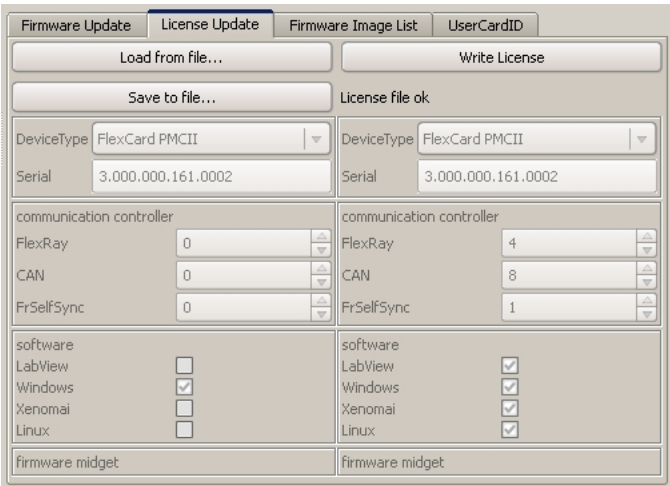 Firmware Update License Update Firmware Image List UserCardID
Load from file... Write License
Save to file... License file ok
DeviceType FlexCard PMCII DeviceType FlexCard PMCII
Serial 3.000.000.161.0002 Serial 3.000.000.161.0002
communication controller communication controller
FlexRay 0 FlexRay 4
CAN 0 CAN 8
FrSelfSync 0 FrSelfSync 1
software software
LabView LabView
Windows Windows
Xenomai Xenomai
Linux Linux
firmware midget firmware midget